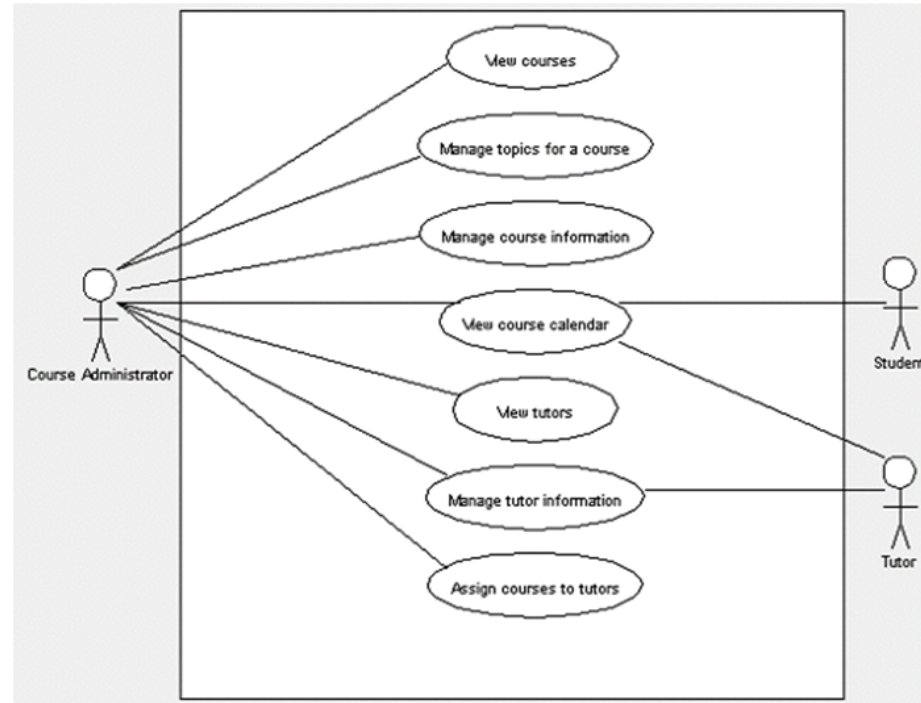 View courses
Manage topics for a course
Manage course information
View course calendar
View tutors
Manage tutor information
Assign courses to tutors
Course Administrator
Student
Tutor